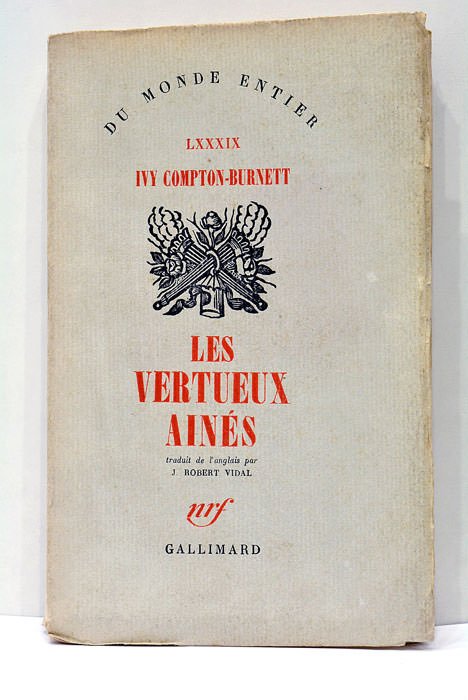 DU MONDE ENTIER
LXXXIX
IVY COMPTON-BURNETT
LES
VERTUEUX
AINÉS
traduit de l'anglais par
J. ROBERT VIDAL
nrf
GALLIMARD